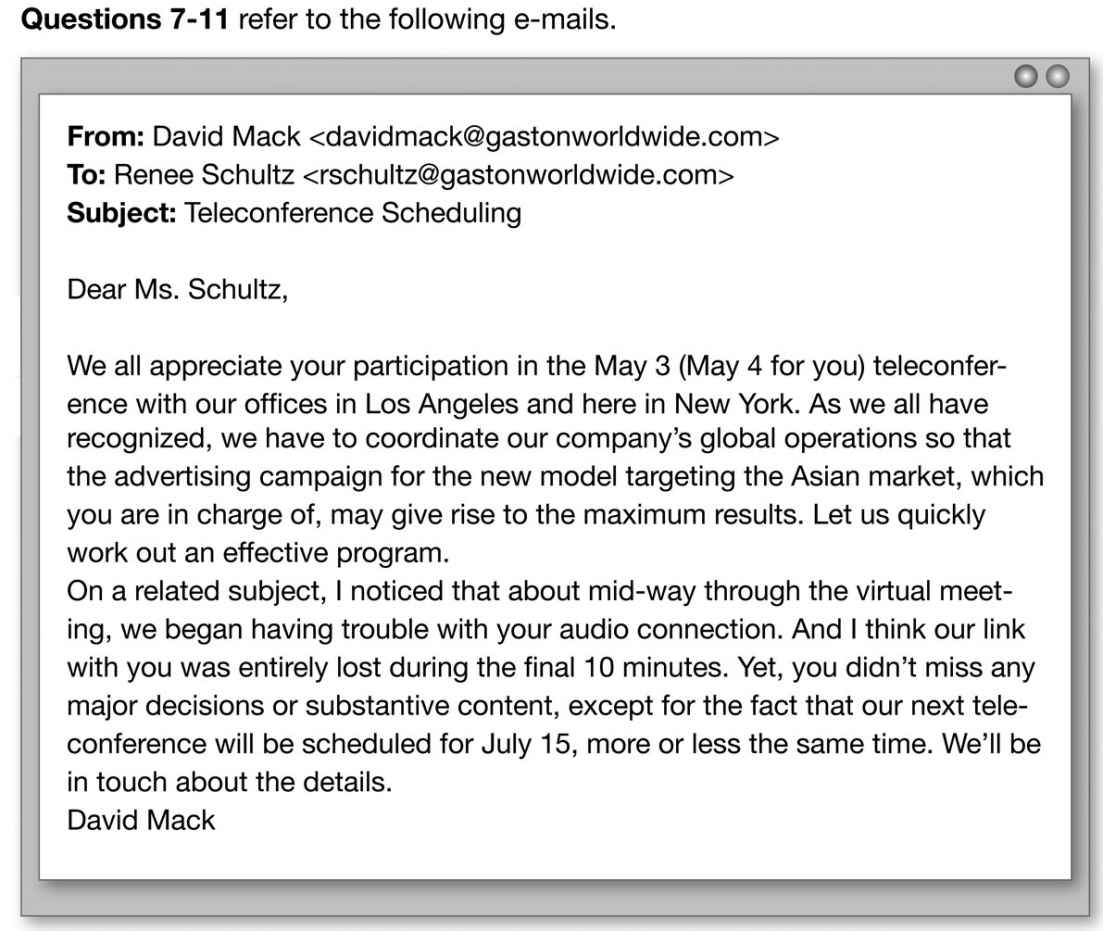 Questions 7-11 refer to the following e-mails.
From: David Mack <davidmack@gastonworldwide.com>
To: Renee Schultz <rschultz@gastonworldwide.com>
Subject: Teleconference Scheduling
Dear Ms. Schultz,
We all appreciate your participation in the May 3 (May 4 for you) teleconfer-
ence with our offices in Los Angeles and here in New York. As we all have
recognized, we have to coordinate our company’s global operations so that
the advertising campaign for the new model targeting the Asian market, which
you are in charge of, may give rise to the maximum results. Let us quickly
work out an effective program.
On a related subject, I noticed that about mid-way through the virtual meet-
ing, we began having trouble with your audio connection. And I think our link
with you was entirely lost during the final 10 minutes. Yet, you didn’t miss any
major decisions or substantive content, except for the fact that our next tele-
conference will be scheduled for July 15, more or less the same time. We’ll be
in touch about the details.
David Mack